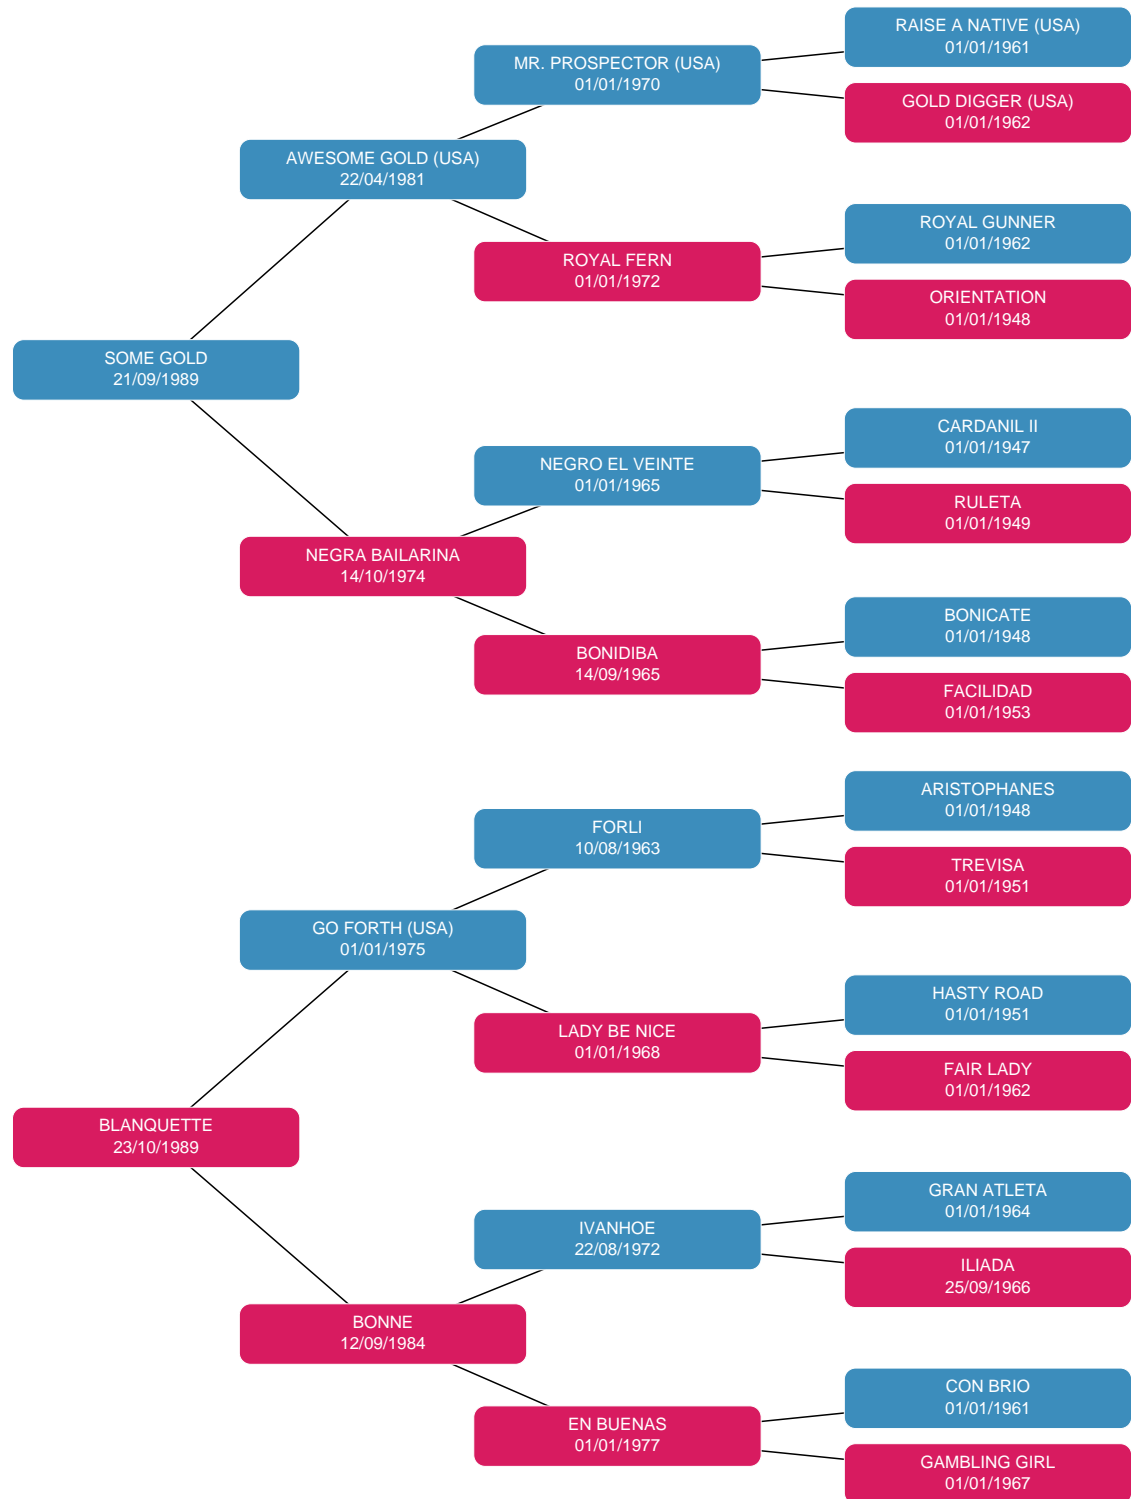 RAISE A NATIVE (USA)
01/01/1961
MR. PROSPECTOR (USA)
01/01/1970
GOLD DIGGER (USA)
01/01/1962
AWESOME GOLD (USA)
22/04/1981
ROYAL GUNNER
01/01/1962
ROYAL FERN
01/01/1972
ORIENTATION
01/01/1948
SOME GOLD
21/09/1989
CARDANIL II
01/01/1947
NEGRO EL VEINTE
01/01/1965
RULETA
01/01/1949
NEGRA BAILARINA
14/10/1974
BONICATE
01/01/1948
BONIDIBA
14/09/1965
FACILIDAD
01/01/1953
ARISTOPHANES
01/01/1948
FORLI
10/08/1963
TREVISA
01/01/1951
GO FORTH (USA)
01/01/1975
HASTY ROAD
01/01/1951
LADY BE NICE
01/01/1968
FAIR LADY
01/01/1962
BLANQUETTE
23/10/1989
GRAN ATLETA
01/01/1964
IVANHOE
22/08/1972
ILIADA
25/09/1966
BONNE
12/09/1984
CON BRIO
01/01/1961
EN BUENAS
01/01/1977
GAMBLING GIRL
01/01/1967